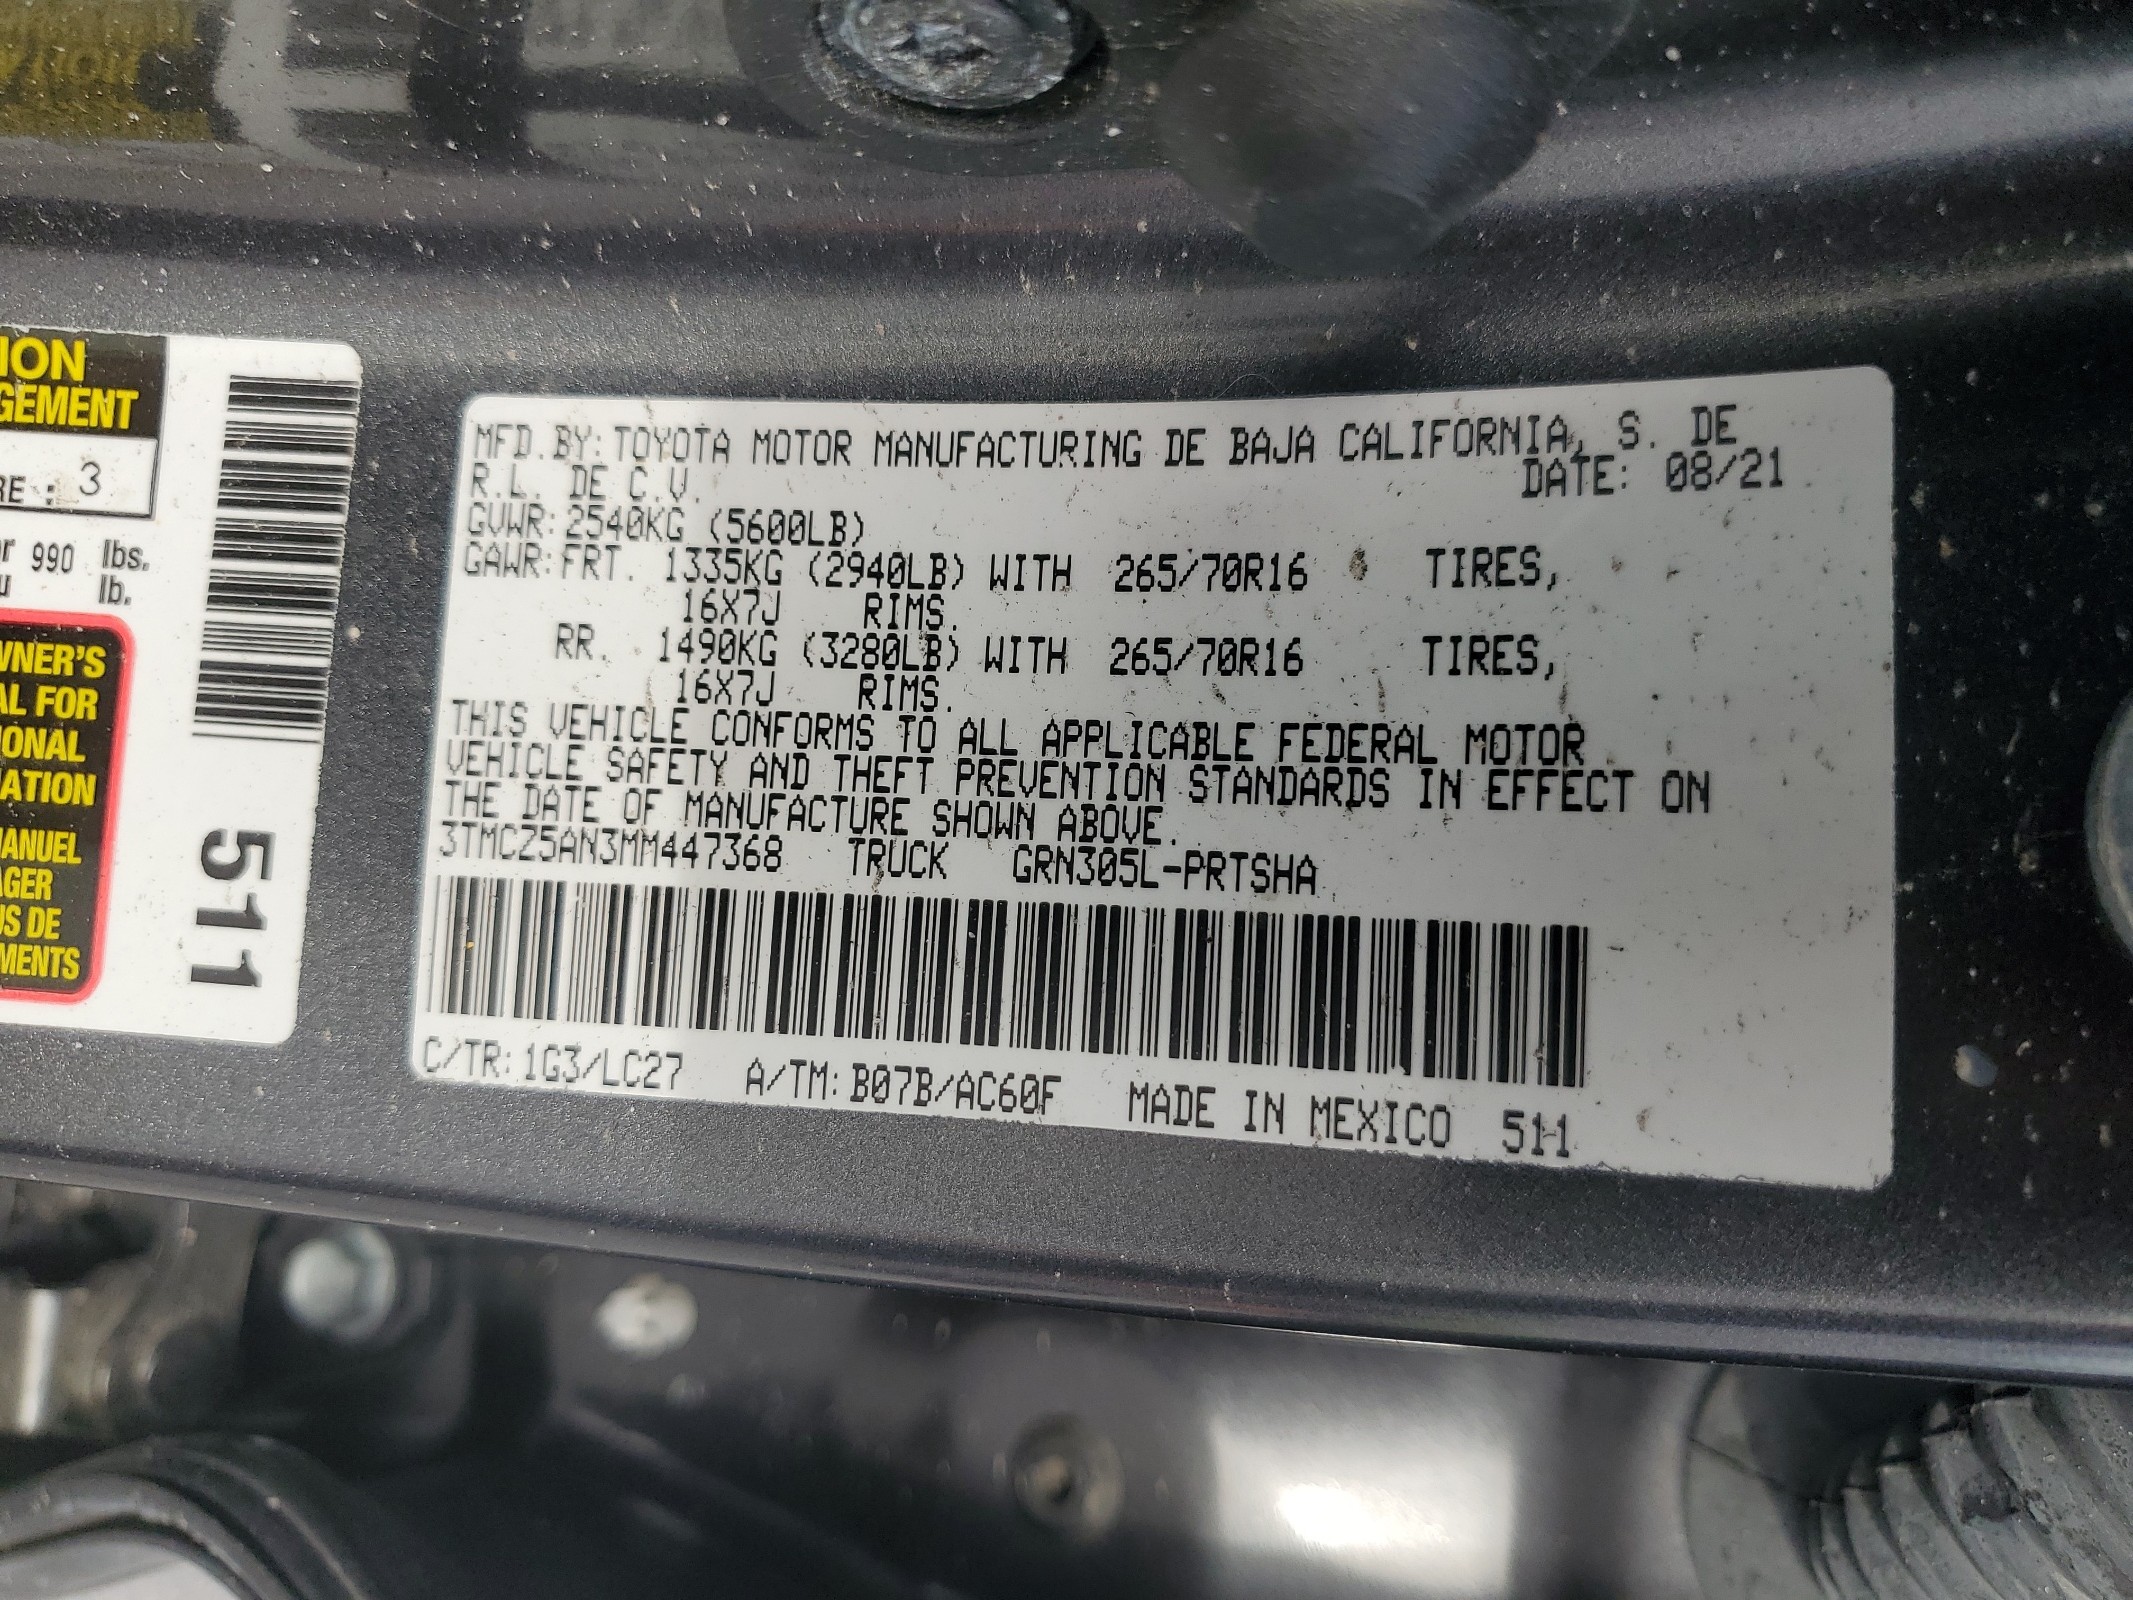 ION
GEMENT
RE : 3
990 lbs.
lb.
WNER'S
AL FOR
IONAL
ATION
MANUEL
AGER
US DE
MENTS
511
MFD. BY: TOYOTA MOTOR MANUFACTURING DE BAJA CALIFORNIA, S. DE
R.L. DE C.V. DATE: 08/21
GVWR: 2540KG (5600LB)
GAWR: FRT. 1335KG (2940LB) WITH 265/70R16 TIRES,
16X7J RIMS.
RR. 1490KG (3280LB) WITH 265/70R16 TIRES,
16X7J RIMS.
THIS VEHICLE CONFORMS TO ALL APPLICABLE FEDERAL MOTOR
VEHICLE SAFETY AND THEFT PREVENTION STANDARDS IN EFFECT ON
THE DATE OF MANUFACTURE SHOWN ABOVE.
3TMCZ5AN3MM447368 TRUCK GRN305L-PRTSHA
C/TR: 1G3/LC27 A/TM: B07B/AC60F MADE IN MEXICO 511